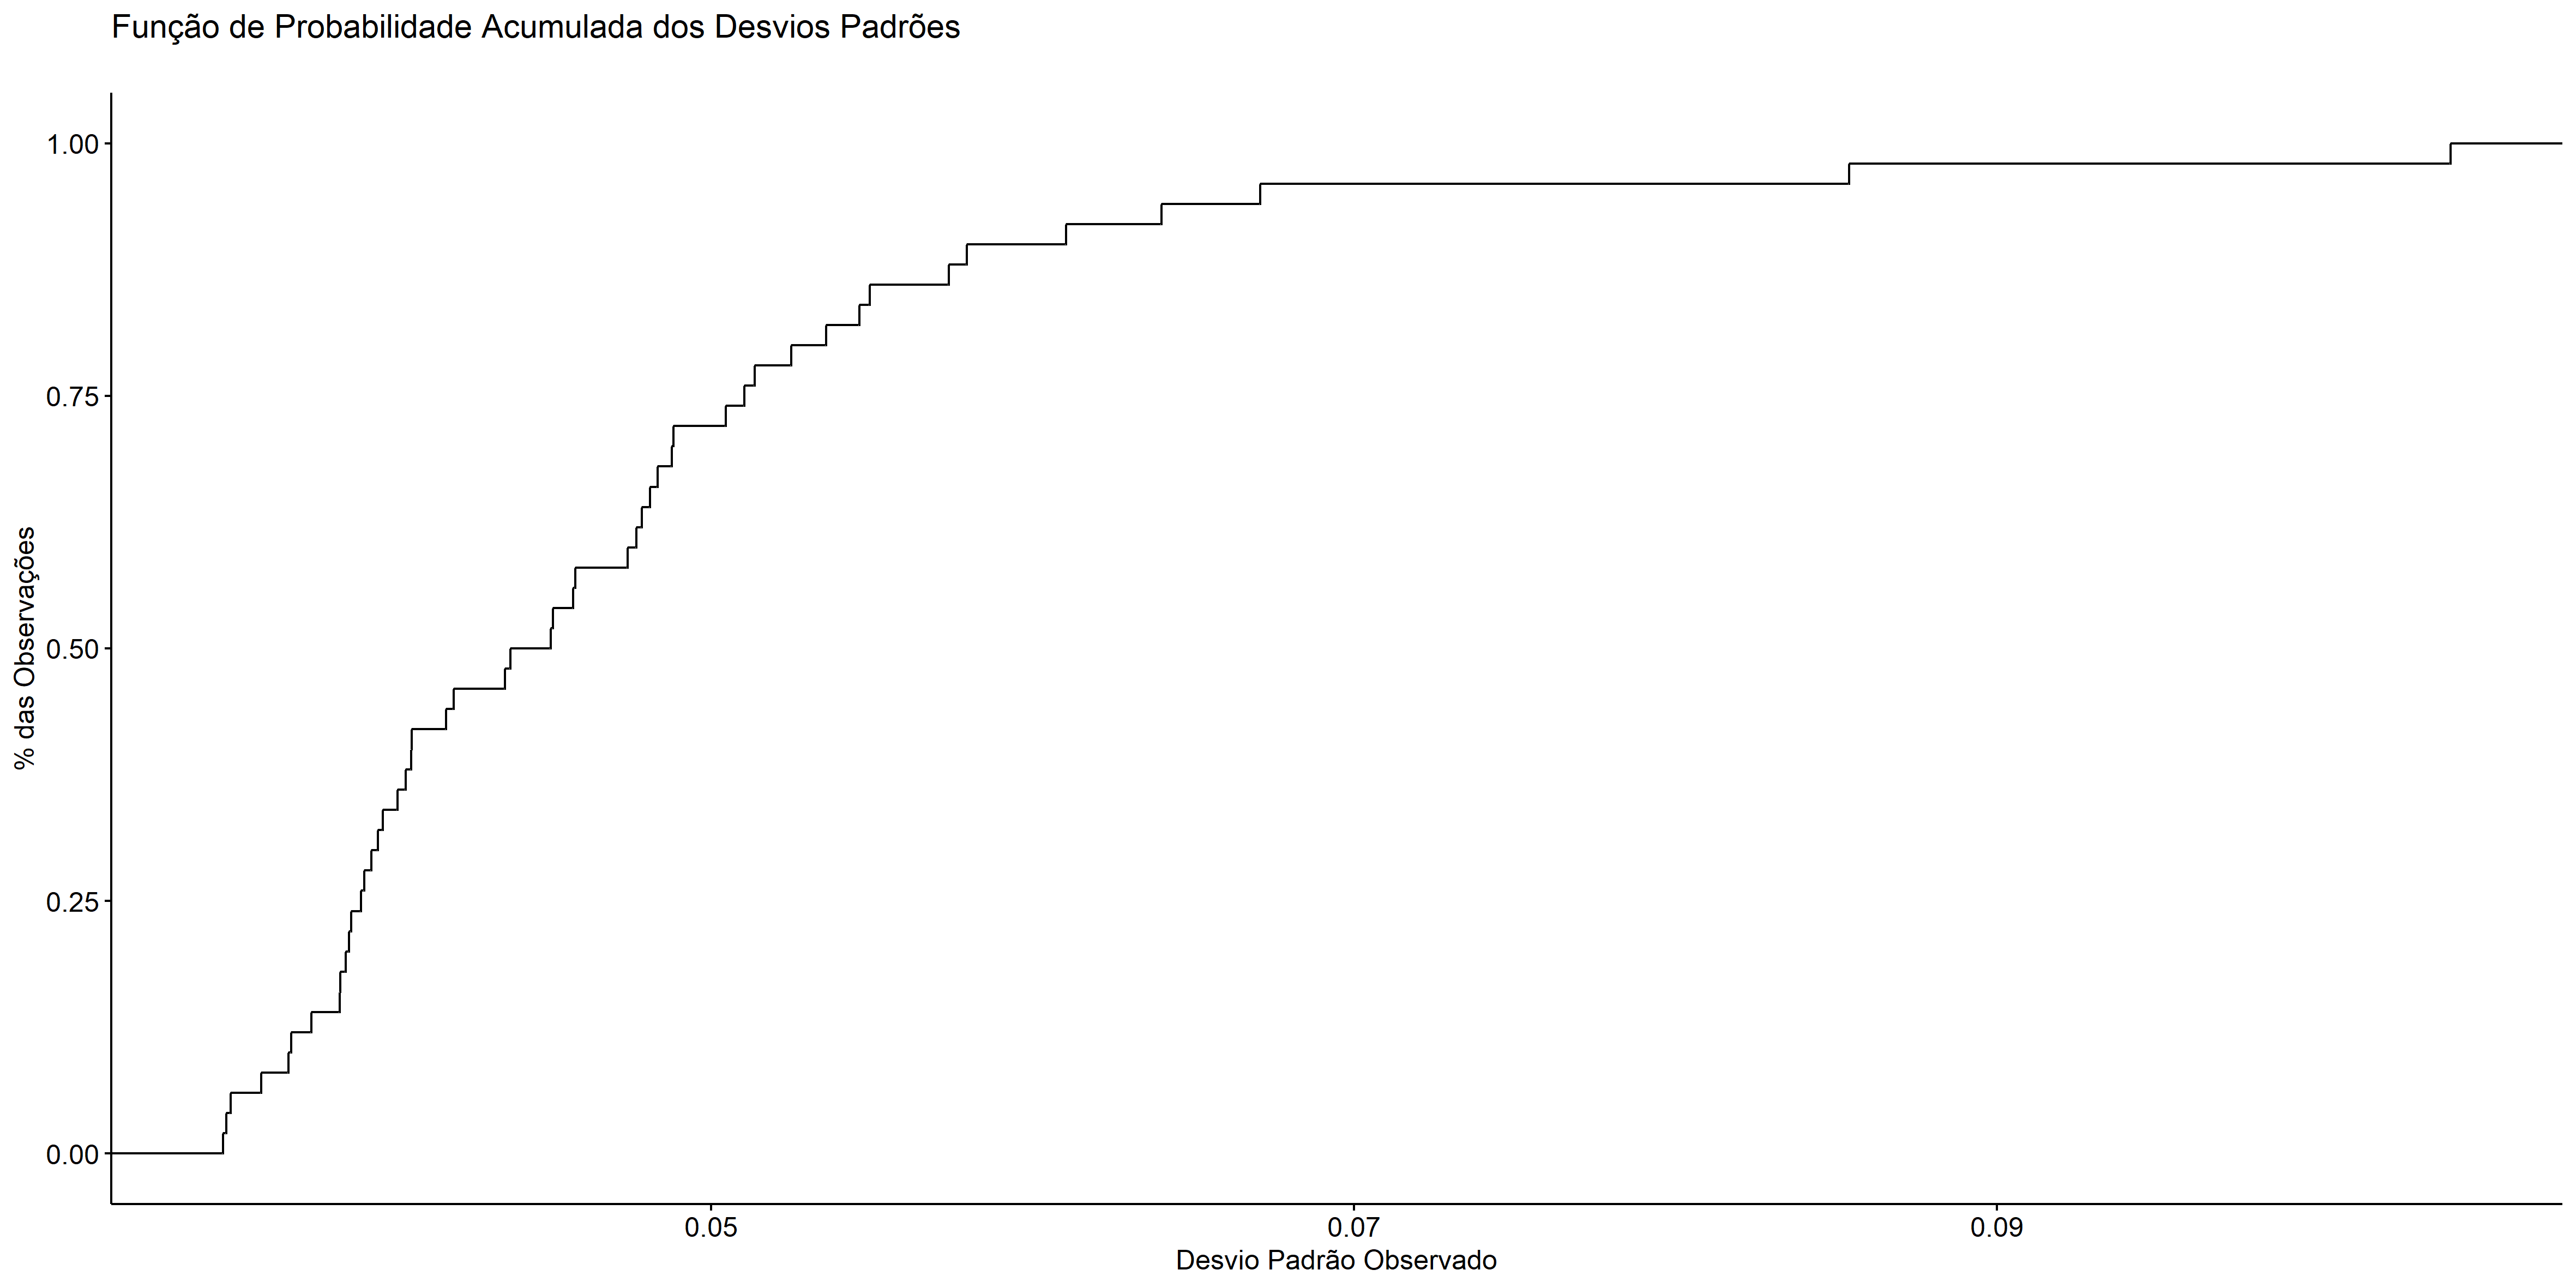 Função de Probabilidade Acumulada dos Desvios Padrões
1.00
0.75
0.50
0.25
0.00
% das Observações
0.05
0.07
0.09
Desvio Padrão Observado